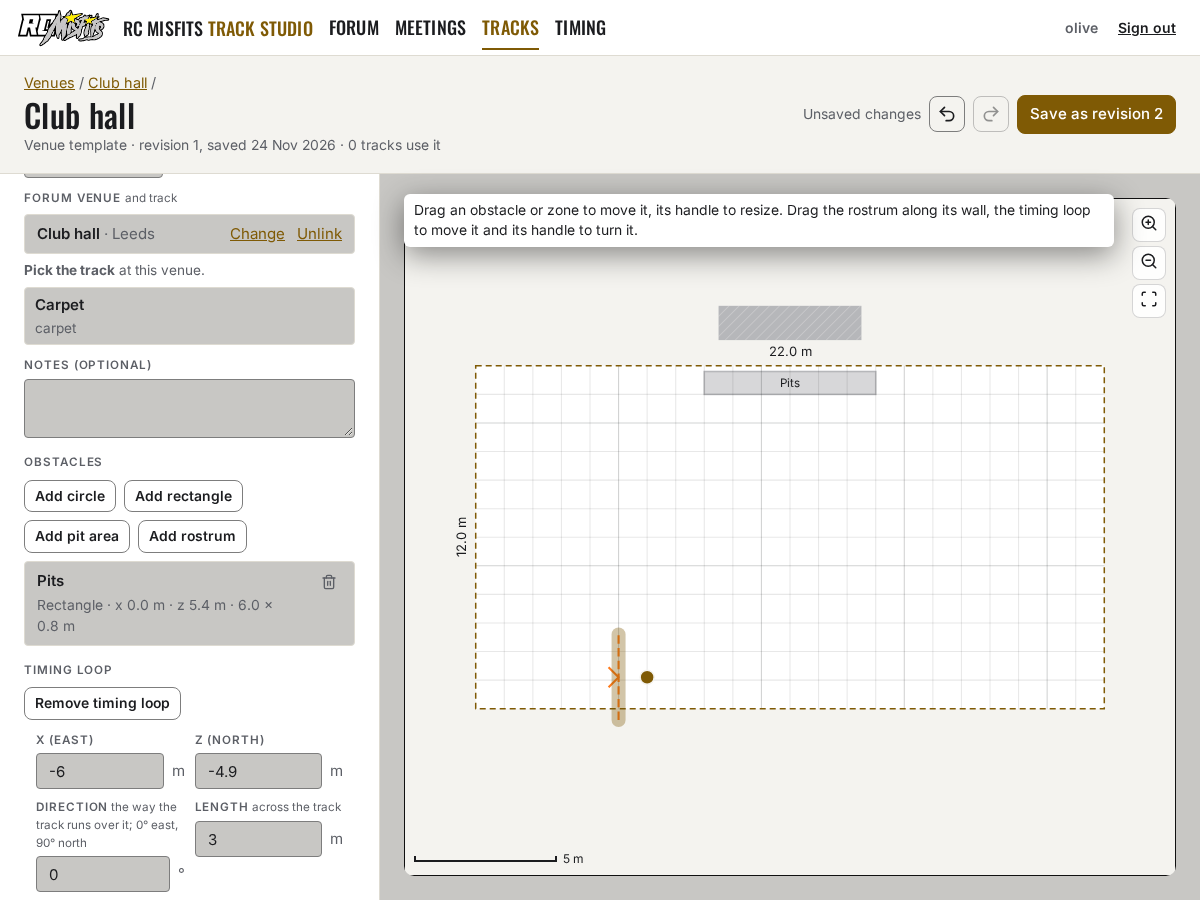 RC Misfits
RC MISFITS TRACK STUDIO
FORUM
MEETINGS
TRACKS
TIMING
olive
Sign out
Venues / Club hall /
Club hall
Venue template · revision 1, saved 24 Nov 2026 · 0 tracks use it
Unsaved changes
Save as revision 2
FORUM VENUE and track
Club hall · Leeds
Change
Unlink
Pick the track at this venue.
Carpet
carpet
NOTES (OPTIONAL)
OBSTACLES
Add circle
Add rectangle
Add pit area
Add rostrum
Pits
Rectangle · x 0.0 m · z 5.4 m · 6.0 ×
0.8 m
TIMING LOOP
Remove timing loop
X (EAST)
Z (NORTH)
-6 m
-4.9 m
DIRECTION the way the
track runs over it; 0° east,
90° north
LENGTH across the track
3 m
0 °
Drag an obstacle or zone to move it, its handle to resize. Drag the rostrum along its wall, the timing loop
to move it and its handle to turn it.
22.0 m
Pits
12.0 m
5 m